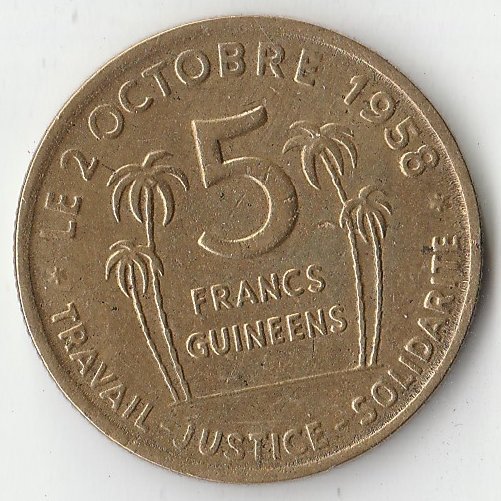 LE 2 OCTOBRE 1958
5
FRANCS
GUINEENS
TRAVAIL - JUSTICE - SOLIDARITE